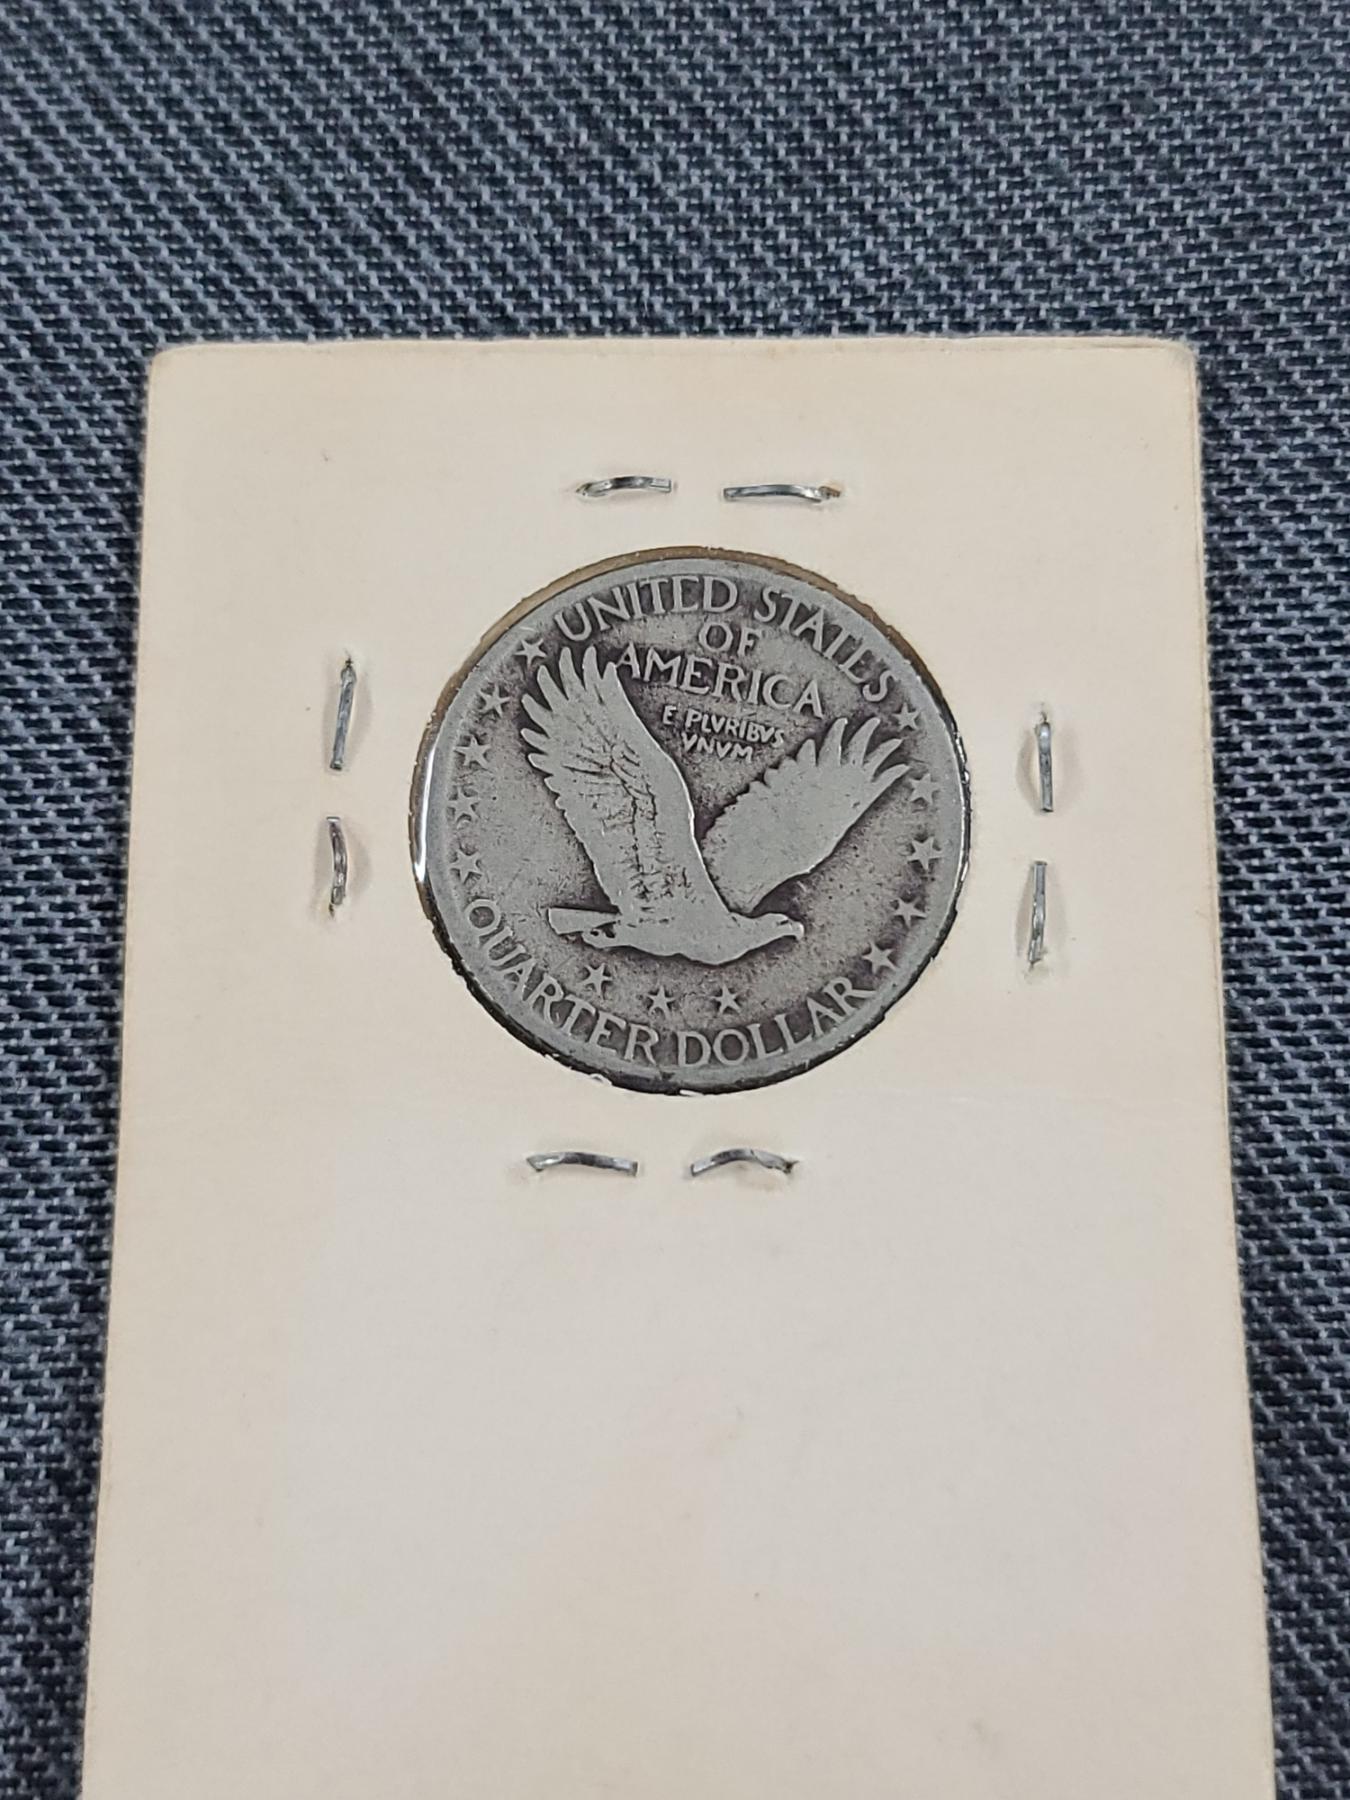 UNITED STATES
OF
AMERICA
E PLVRIBVS
VNVM
QUARTER DOLLAR